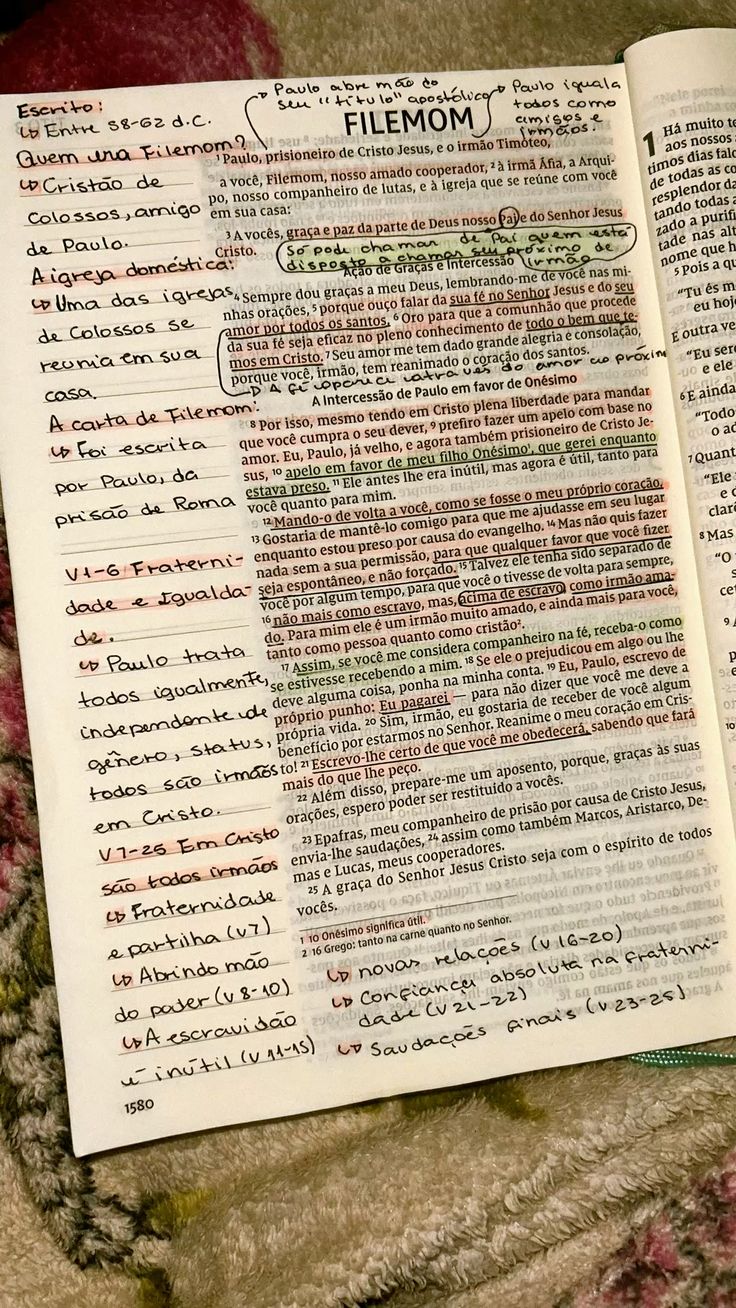 Escrito:
↳ Entre 58-62 d.C.
Quem era Filemom?
↳ Cristão de
Colossos, amigo
de Paulo.
A igreja doméstica:
↳ Uma das igrejas
de Colossos se
reunia em sua
casa.
A carta de Filemom:
↳ Foi escrita
por Paulo, da
prisão de Roma
V1-6 Fraterni-
dade e Igualda-
de.
↳ Paulo trata
todos igualmente,
independente de
gênero, status,
todos são irmãos
em Cristo.
V7-25 Em Cristo
são todos irmãos
↳ Fraternidade
e partilha (v7)
↳ Abrindo mão
do poder (v 8-10)
↳ A escravidão
é inútil (v 11-15)
1580
↳ Paulo abre mão do
seu "título" apostólico
↳ Paulo iguala
todos como
amigos e
irmãos.
FILEMOM
1 Paulo, prisioneiro de Cristo Jesus, e o irmão Timóteo,
a você, Filemom, nosso amado cooperador, 2 à irmã Áfia, a Arqui-
po, nosso companheiro de lutas, e à igreja que se reúne com você
em sua casa:
3 A vocês, graça e paz da parte de Deus nosso Pai e do Senhor Jesus
Cristo.
Só pode chamar de Pai quem está
disposto a chamar seu próximo de
irmão
Ação de Graças e Intercessão
4 Sempre dou graças a meu Deus, lembrando-me de você nas mi-
nhas orações, 5 porque ouço falar da sua fé no Senhor Jesus e do seu
amor por todos os santos. 6 Oro para que a comunhão que procede
da sua fé seja eficaz no pleno conhecimento de todo o bem que te-
mos em Cristo. 7 Seu amor me tem dado grande alegria e consolação,
porque você, irmão, tem reanimado o coração dos santos.
↳ A fé aparece através do amor ao próxim
A Intercessão de Paulo em favor de Onésimo
8 Por isso, mesmo tendo em Cristo plena liberdade para mandar
que você cumpra o seu dever, 9 prefiro fazer um apelo com base no
amor. Eu, Paulo, já velho, e agora também prisioneiro de Cristo Je-
sus, 10 apelo em favor de meu filho Onésimo1, que gerei enquanto
estava preso. 11 Ele antes lhe era inútil, mas agora é útil, tanto para
você quanto para mim.
12 Mando-o de volta a você, como se fosse o meu próprio coração.
13 Gostaria de mantê-lo comigo para que me ajudasse em seu lugar
enquanto estou preso por causa do evangelho. 14 Mas não quis fazer
nada sem a sua permissão, para que qualquer favor que você fizer
seja espontâneo, e não forçado. 15 Talvez ele tenha sido separado de
você por algum tempo, para que você o tivesse de volta para sempre,
16 não mais como escravo, mas, acima de escravo, como irmão ama-
do. Para mim ele é um irmão muito amado, e ainda mais para você,
tanto como pessoa quanto como cristão2.
17 Assim, se você me considera companheiro na fé, receba-o como
se estivesse recebendo a mim. 18 Se ele o prejudicou em algo ou lhe
deve alguma coisa, ponha na minha conta. 19 Eu, Paulo, escrevo de
próprio punho: Eu pagarei — para não dizer que você me deve a
própria vida. 20 Sim, irmão, eu gostaria de receber de você algum
benefício por estarmos no Senhor. Reanime o meu coração em Cris-
to! 21 Escrevo-lhe certo de que você me obedecerá, sabendo que fará
mais do que lhe peço.
22 Além disso, prepare-me um aposento, porque, graças às suas
orações, espero poder ser restituído a vocês.
23 Epafras, meu companheiro de prisão por causa de Cristo Jesus,
envia-lhe saudações, 24 assim como também Marcos, Aristarco, De-
mas e Lucas, meus cooperadores.
25 A graça do Senhor Jesus Cristo seja com o espírito de todos
vocês.
1 10 Onésimo significa útil.
2 16 Grego: tanto na carne quanto no Senhor.
↳ novas relações (v 16-20)
↳ Confiança absoluta na fraterni-
dade (v 21-22)
↳ Saudações finais (v 23-25)
1 Há muito te
aos nossos
timos dias fal
de todas as co
resplendor da
tando todas
zado a purifi
tade nas alt
nome que h
5 Pois a qu
"Tu és m
eu hoj
E outra ve
"Eu sere
e ele
6 E ainda
"Todo
o ad
7 Quant
"Ele
e c
clar
8 Mas
"O